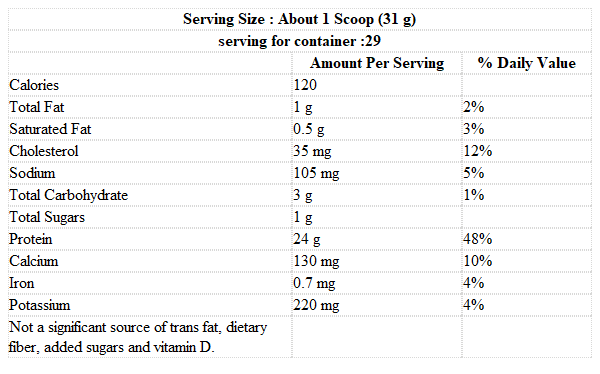 Serving Size : About 1 Scoop (31 g)
serving for container :29
Amount Per Serving % Daily Value
Calories 120
Total Fat 1 g 2%
Saturated Fat 0.5 g 3%
Cholesterol 35 mg 12%
Sodium 105 mg 5%
Total Carbohydrate 3 g 1%
Total Sugars 1 g
Protein 24 g 48%
Calcium 130 mg 10%
Iron 0.7 mg 4%
Potassium 220 mg 4%
Not a significant source of trans fat, dietary
fiber, added sugars and vitamin D.